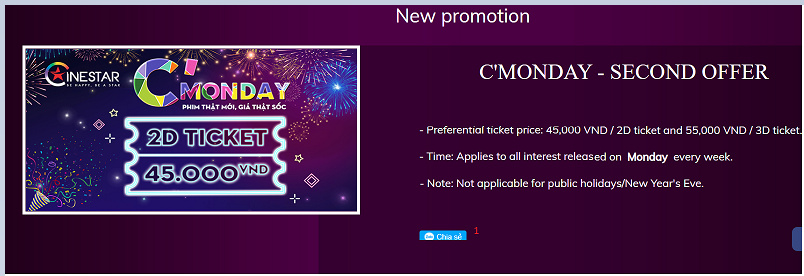 New promotion
CINESTAR
BE HAPPY, BE A STAR
C'MONDAY
PHIM THẬT MỚI, GIÁ THẬT SỐC
2D TICKET
45.000VND
C'MONDAY - SECOND OFFER
- Preferential ticket price: 45,000 VND / 2D ticket and 55,000 VND / 3D ticket.
- Time: Applies to all interest released on Monday every week.
- Note: Not applicable for public holidays/New Year's Eve.
Zalo Chia sẻ 1